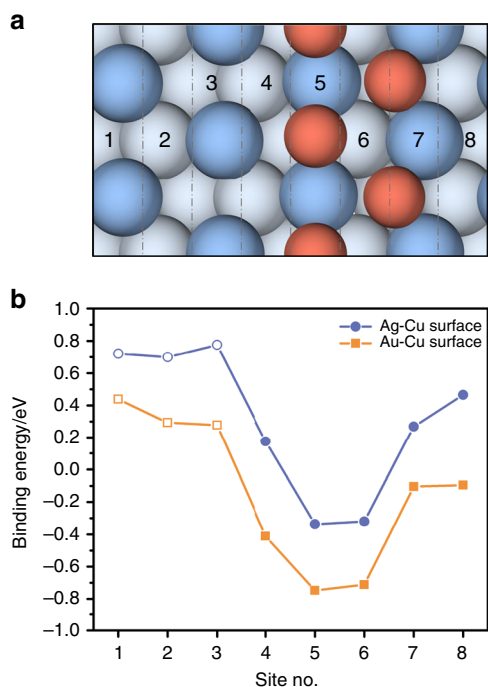 a
3 4 5
1 2 6 7 8
b
1.0
0.8
0.6
0.4
0.2
0.0
−0.2
−0.4
−0.6
−0.8
−1.0
Binding energy/eV
Ag-Cu surface
Au-Cu surface
1 2 3 4 5 6 7 8
Site no.